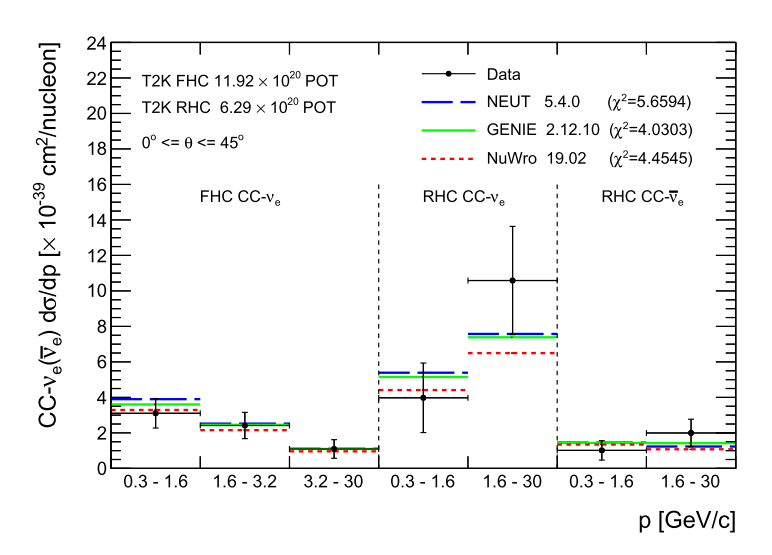 CC-νe(ν̅e) dσ/dp [× 10-39 cm2/nucleon]
24
22
20
18
16
14
12
10
8
6
4
2
0
T2K FHC 11.92 × 10²⁰ POT
T2K RHC 6.29 × 10²⁰ POT
0° <= θ <= 45°
Data
NEUT 5.4.0 (χ²=5.6594)
GENIE 2.12.10 (χ²=4.0303)
NuWro 19.02 (χ²=4.4545)
FHC CC-νe
RHC CC-νe
RHC CC-ν̅e
0.3 - 1.6
1.6 - 3.2
3.2 - 30
0.3 - 1.6
1.6 - 30
0.3 - 1.6
1.6 - 30
p [GeV/c]